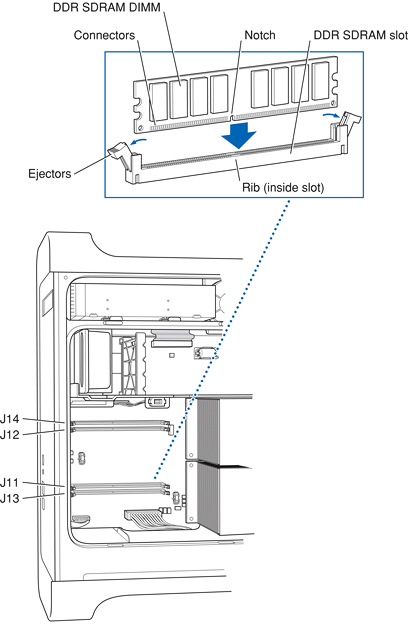 DDR SDRAM DIMM
Connectors
Notch
DDR SDRAM slot
Ejectors
Rib (inside slot)
J14
J12
J11
J13